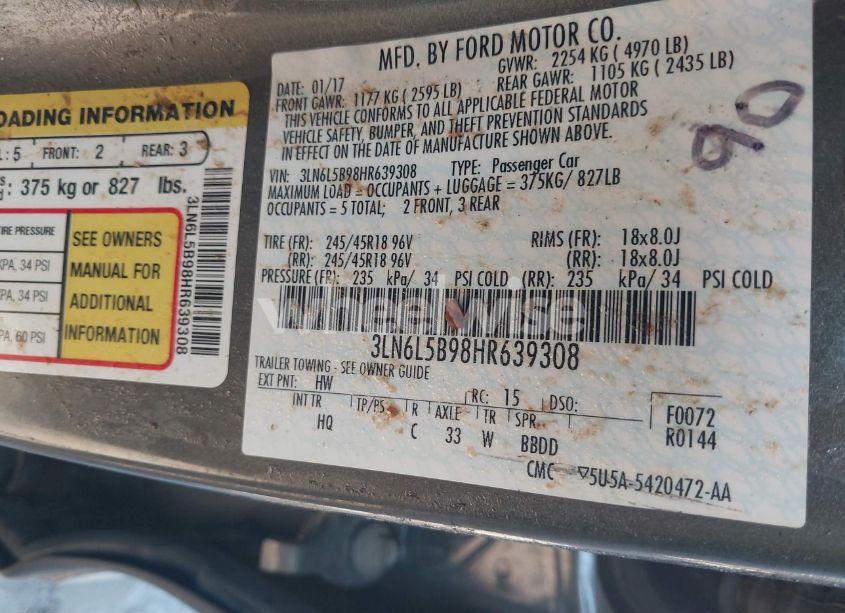 OADING INFORMATION
L: 5 FRONT: 2 REAR: 3
: 375 kg or 827 lbs.
TIRE PRESSURE
KPA, 34 PSI
KPA, 34 PSI
PA, 60 PSI
SEE OWNERS
MANUAL FOR
ADDITIONAL
INFORMATION
3LN6L5B98HR639308
MFD. BY FORD MOTOR CO.
DATE: 01/17 GVWR: 2254 KG ( 4970 LB)
FRONT GAWR: 1177 KG ( 2595 LB) REAR GAWR: 1105 KG ( 2435 LB)
THIS VEHICLE CONFORMS TO ALL APPLICABLE FEDERAL MOTOR
VEHICLE SAFETY, BUMPER, AND THEFT PREVENTION STANDARDS
IN EFFECT ON THE DATE OF MANUFACTURE SHOWN ABOVE.
VIN: 3LN6L5B98HR639308 TYPE: Passenger Car
MAXIMUM LOAD = OCCUPANTS + LUGGAGE = 375KG/ 827LB
OCCUPANTS = 5 TOTAL; 2 FRONT, 3 REAR
TIRE (FR): 245/45R18 96V RIMS (FR): 18x8.0J
(RR): 245/45R18 96V (RR): 18x8.0J
PRESSURE (FR): 235 kPa/ 34 PSI COLD (RR): 235 kPa/ 34 PSI COLD
wheelwise
3LN6L5B98HR639308
TRAILER TOWING - SEE OWNER GUIDE
EXT PNT: HW RC: 15 DSO:
INT TR TP/PS R AXLE TR SPR
HQ C 33 W BBDD
F0072
R0144
CMC 5U5A-5420472-AA
90